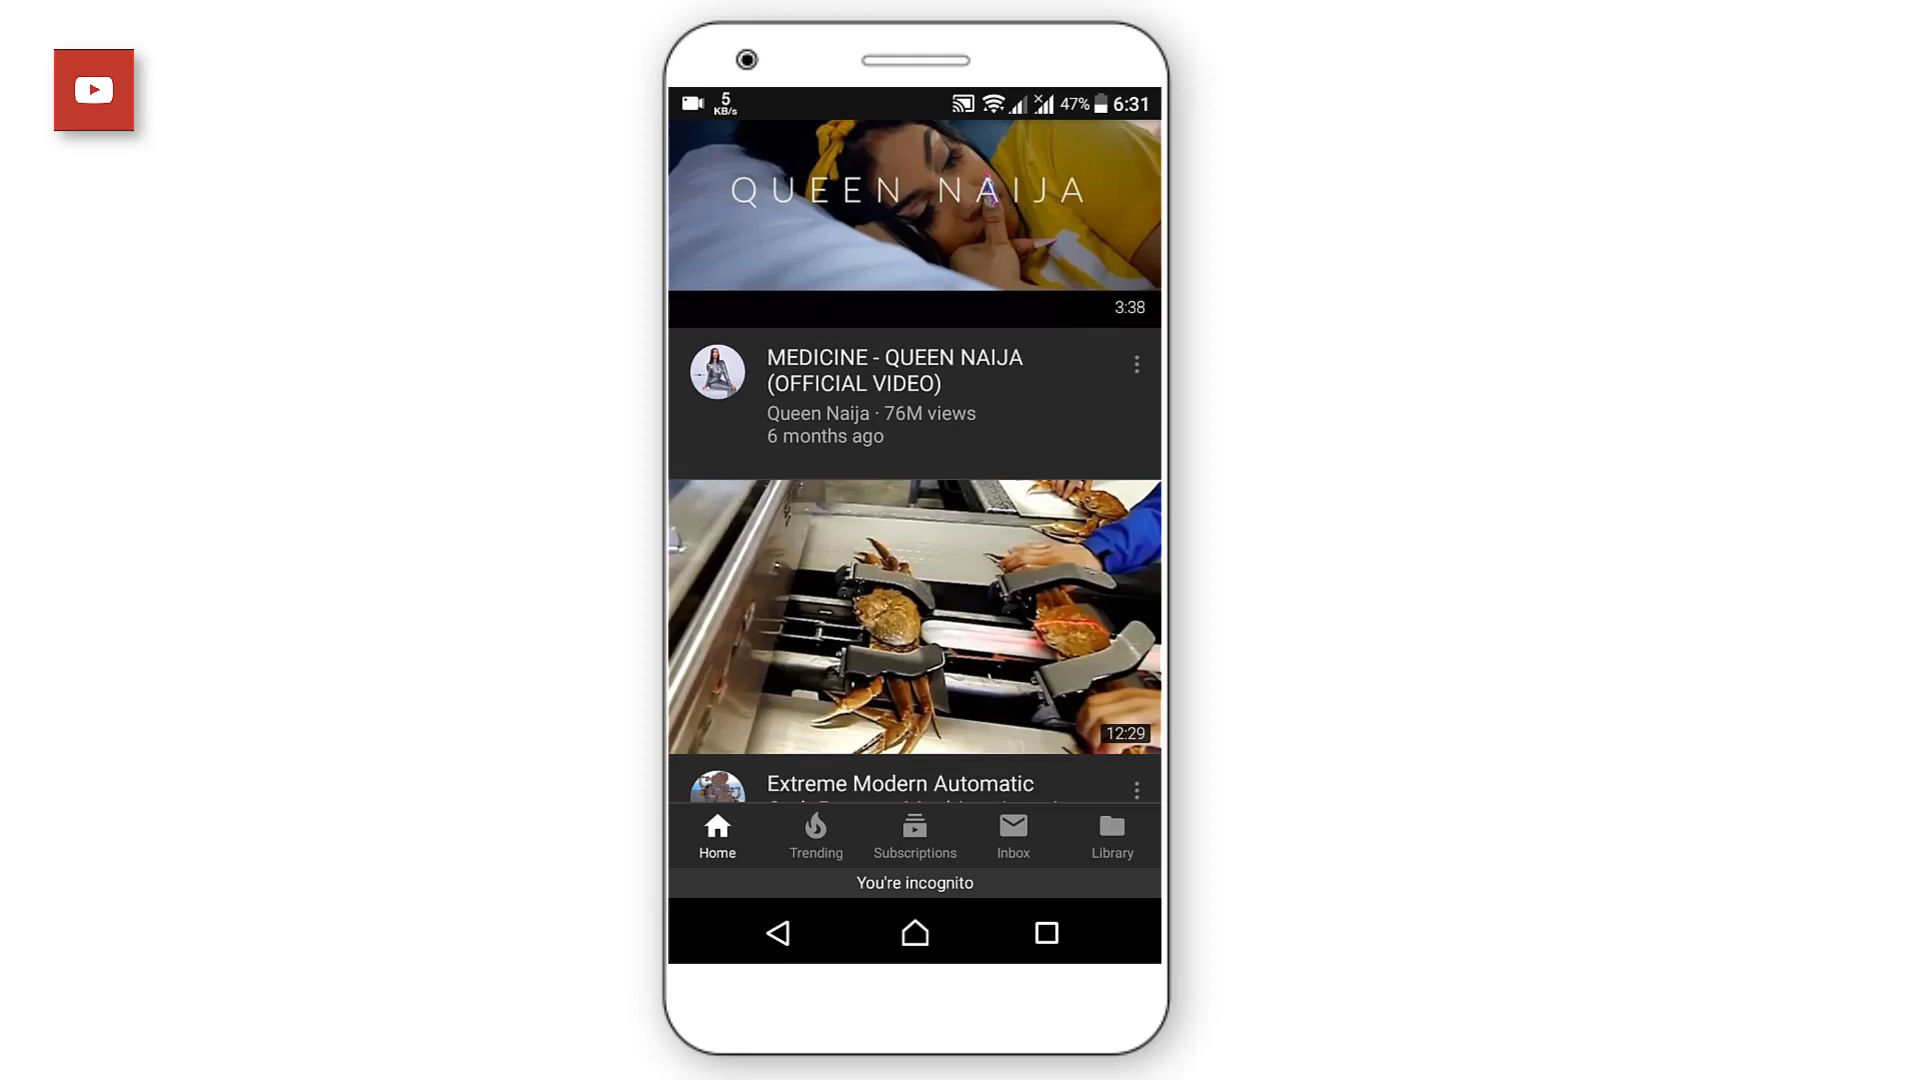 5
KB/s
47%
6:31
QUEEN NAIJA
3:38
MEDICINE - QUEEN NAIJA
(OFFICIAL VIDEO)
Queen Naija · 76M views
6 months ago
12:29
Extreme Modern Automatic
Home
Trending
Subscriptions
Inbox
Library
You're incognito